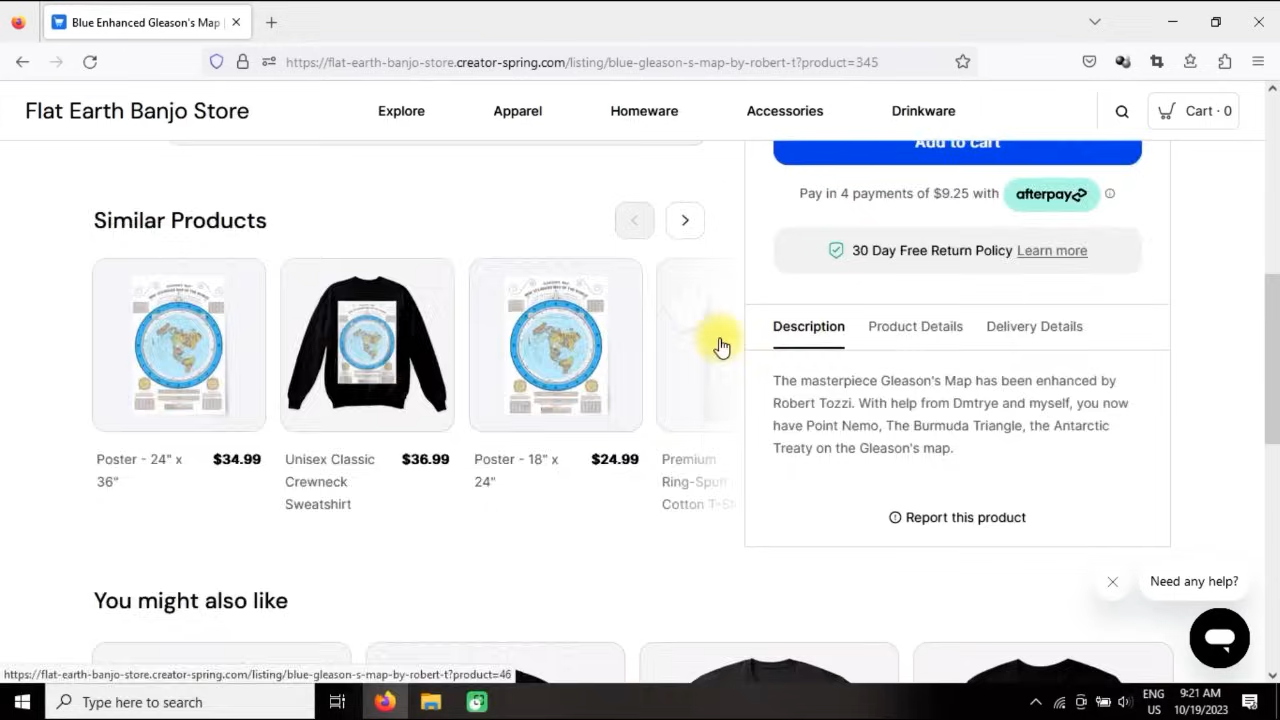 Blue Enhanced Gleason's Map
https://flat-earth-banjo-store.creator-spring.com/listing/blue-gleason-s-map-by-robert-t?product=345
Flat Earth Banjo Store
Explore
Apparel
Homeware
Accessories
Drinkware
Cart · 0
Add to cart
Pay in 4 payments of $9.25 with afterpay
30 Day Free Return Policy Learn more
Similar Products
Poster - 24" x
36"
$34.99
Unisex Classic
Crewneck
Sweatshirt
$36.99
Poster - 18" x
24"
$24.99
Premium
Ring-Spun
Cotton T-S
Description
Product Details
Delivery Details
The masterpiece Gleason's Map has been enhanced by
Robert Tozzi. With help from Dmtrye and myself, you now
have Point Nemo, The Burmuda Triangle, the Antarctic
Treaty on the Gleason's map.
Report this product
You might also like
Need any help?
https://flat-earth-banjo-store.creator-spring.com/listing/blue-gleason-s-map-by-robert-t?product=46
Type here to search
ENG
US
9:21 AM
10/19/2023